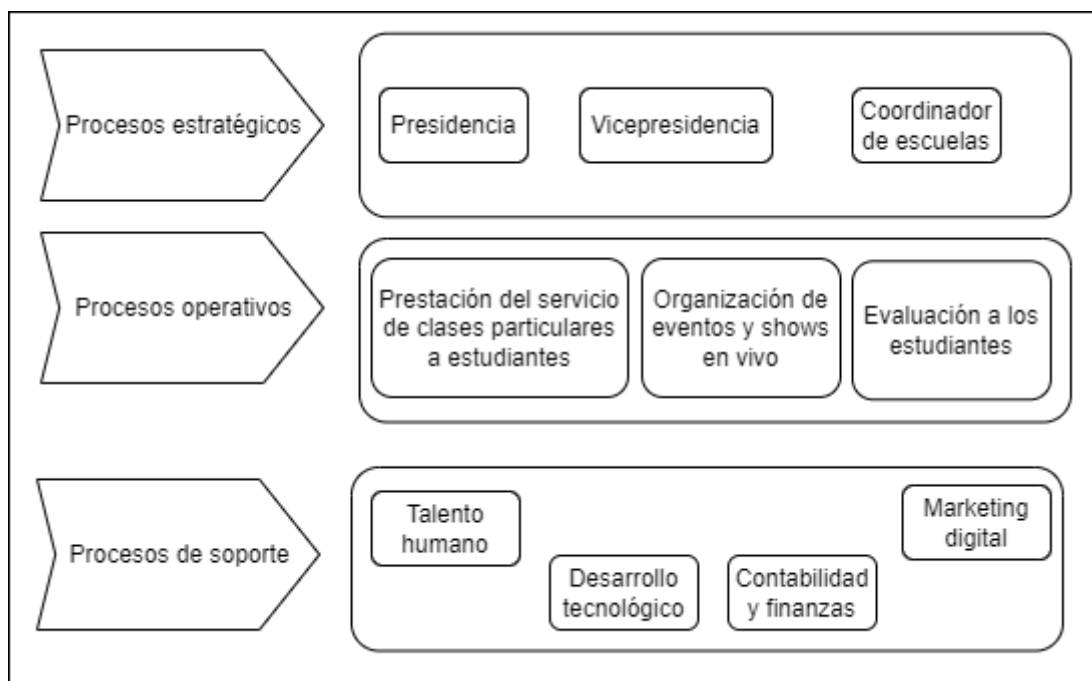 Procesos estratégicos
Presidencia
Vicepresidencia
Coordinador
de escuelas
Procesos operativos
Prestación del servicio
de clases particulares
a estudiantes
Organización de
eventos y shows
en vivo
Evaluación a los
estudiantes
Procesos de soporte
Talento
humano
Desarrollo
tecnológico
Contabilidad
y finanzas
Marketing
digital